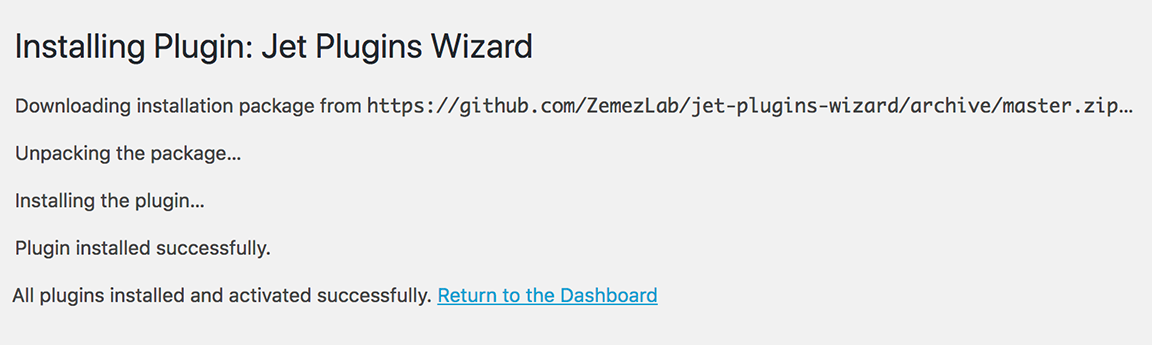 Installing Plugin: Jet Plugins Wizard
Downloading installation package from https://github.com/ZemezLab/jet-plugins-wizard/archive/master.zip…
Unpacking the package…
Installing the plugin…
Plugin installed successfully.
All plugins installed and activated successfully. Return to the Dashboard